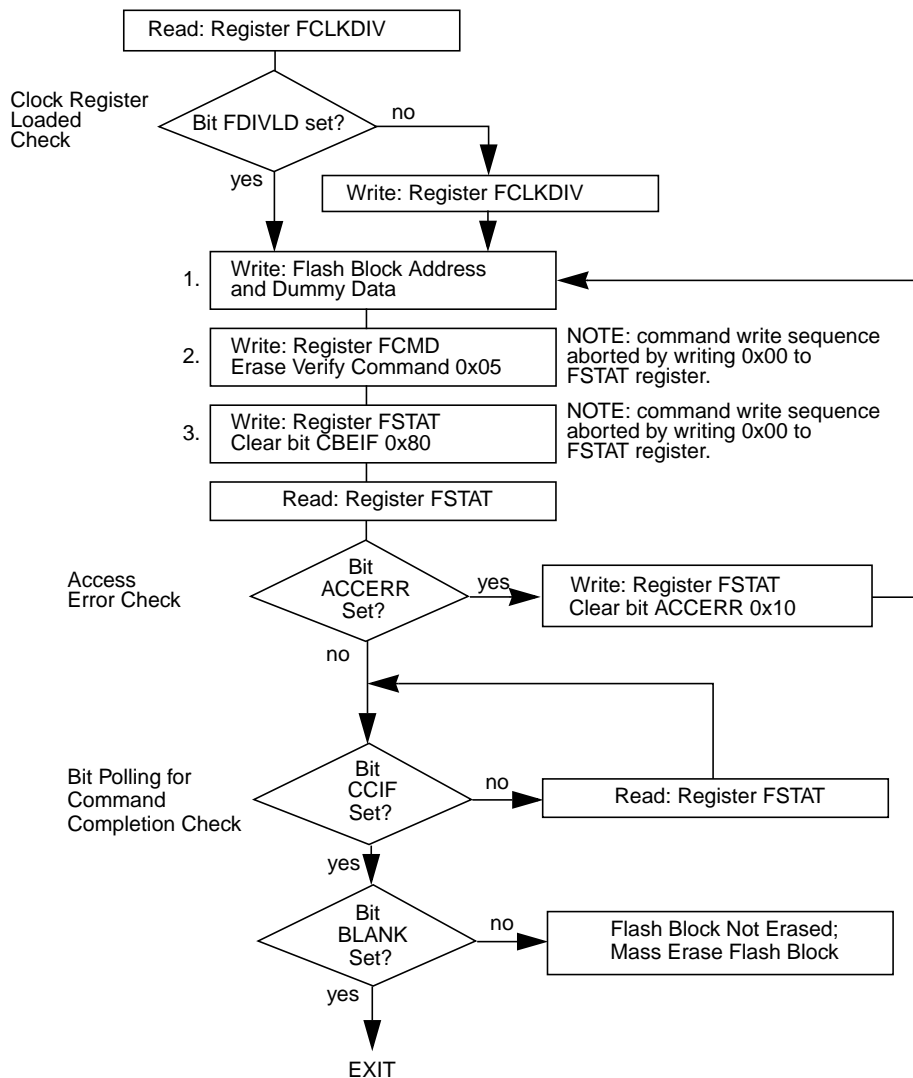 Read: Register FCLKDIV
Clock Register
Loaded
Check
Bit FDIVLD set?
no
yes
Write: Register FCLKDIV
1.
Write: Flash Block Address
and Dummy Data
2.
Write: Register FCMD
Erase Verify Command 0x05
NOTE: command write sequence
aborted by writing 0x00 to
FSTAT register.
3.
Write: Register FSTAT
Clear bit CBEIF 0x80
NOTE: command write sequence
aborted by writing 0x00 to
FSTAT register.
Read: Register FSTAT
Access
Error Check
Bit
ACCERR
Set?
yes
Write: Register FSTAT
Clear bit ACCERR 0x10
no
Bit Polling for
Command
Completion Check
Bit
CCIF
Set?
no
Read: Register FSTAT
yes
Bit
BLANK
Set?
no
Flash Block Not Erased;
Mass Erase Flash Block
yes
EXIT